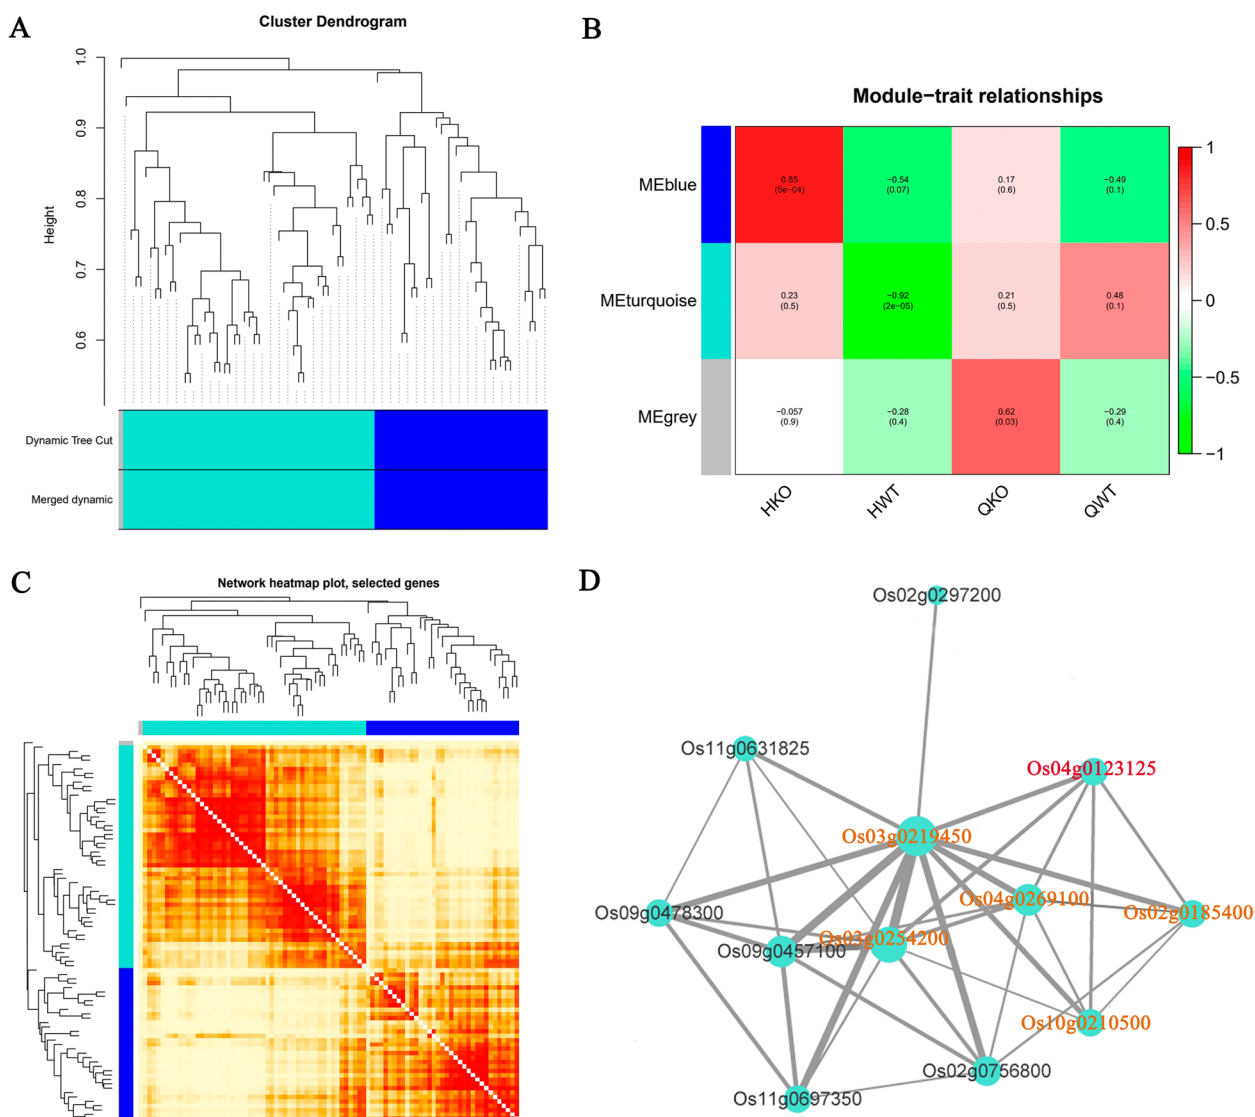 A
Cluster Dendrogram
Height
1.0
0.9
0.8
0.7
0.6
Dynamic Tree Cut
Merged dynamic
B
Module−trait relationships
MEblue
MEturquoise
MEgrey
0.85
(5e−04)
−0.54
(0.07)
0.17
(0.6)
−0.49
(0.1)
0.23
(0.5)
−0.92
(2e−05)
0.21
(0.5)
0.48
(0.1)
−0.057
(0.9)
−0.28
(0.4)
0.62
(0.03)
−0.29
(0.4)
HKO
HWT
QKO
QWT
1
0.5
0
−0.5
−1
C
Network heatmap plot, selected genes
D
Os02g0297200
Os11g0631825
Os04g0123125
Os03g0219450
Os04g0269100
Os02g0185400
Os09g0478300
Os03g0254200
Os09g0457100
Os10g0210500
Os02g0756800
Os11g0697350